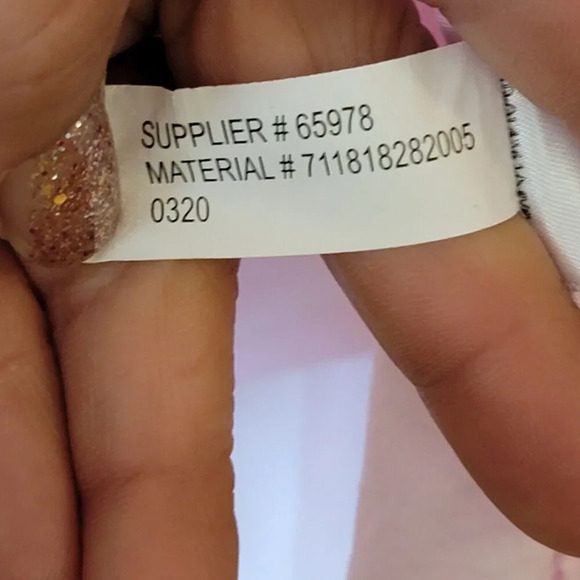 SUPPLIER # 65978
MATERIAL # 711818282005
0320